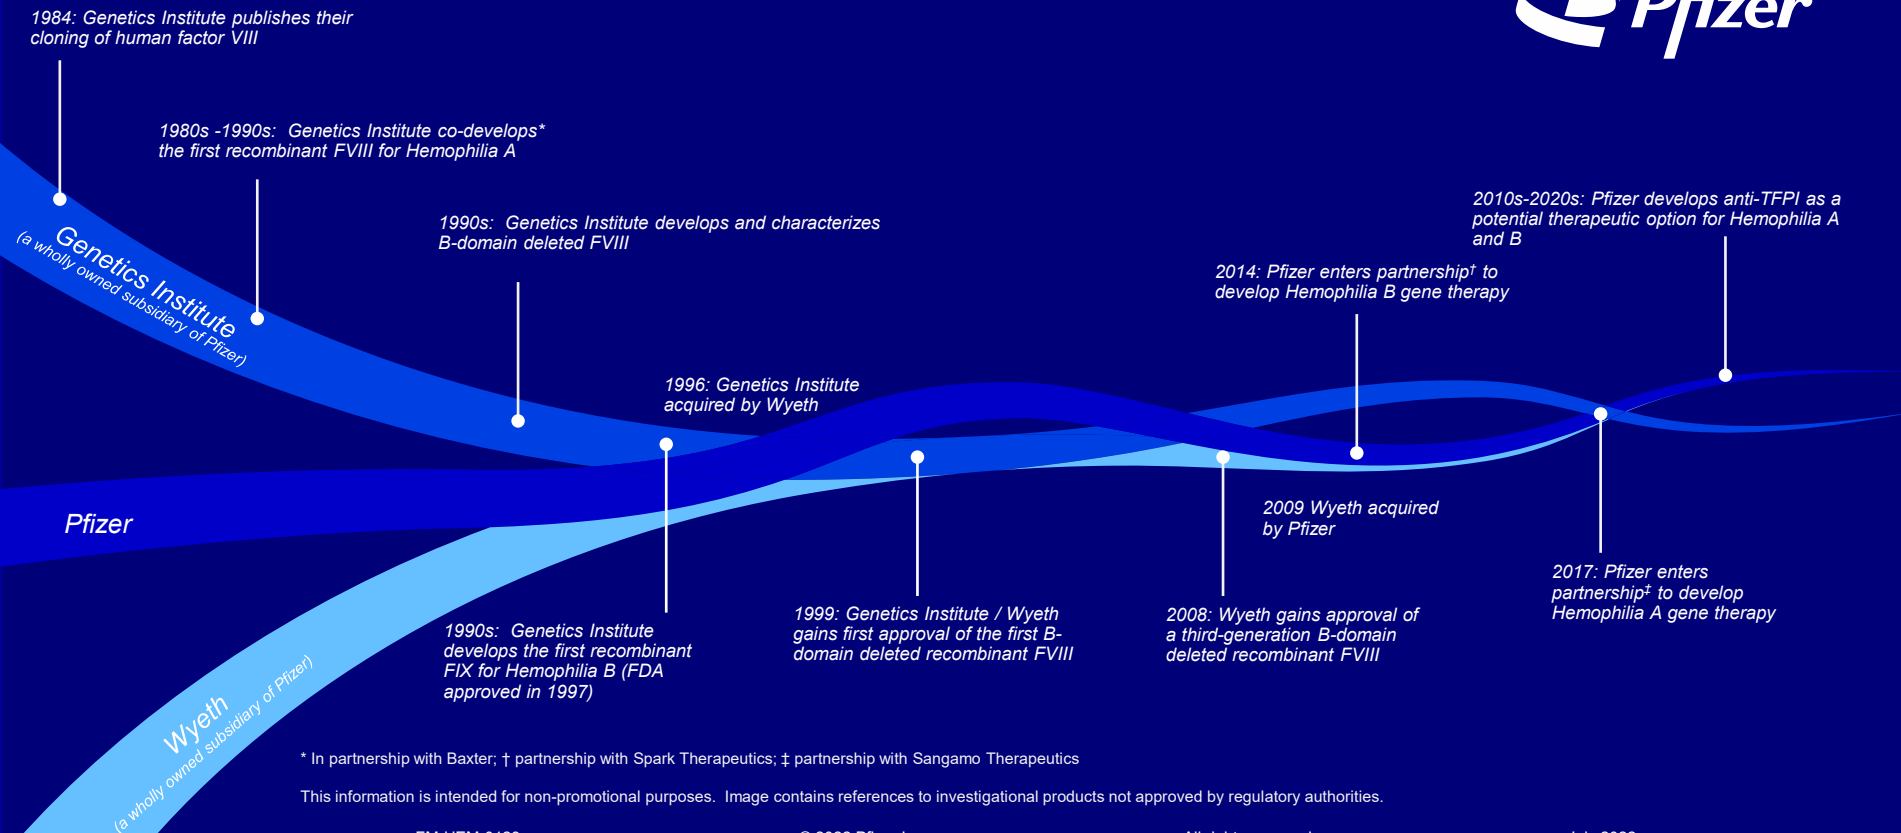 1984: Genetics Institute publishes their
cloning of human factor VIII
Pfizer
1980s -1990s:  Genetics Institute co-develops*
the first recombinant FVIII for Hemophilia A
1990s:  Genetics Institute develops and characterizes
B-domain deleted FVIII
2010s-2020s: Pfizer develops anti-TFPI as a
potential therapeutic option for Hemophilia A
and B
2014: Pfizer enters partnership† to
develop Hemophilia B gene therapy
Genetics Institute
(a wholly owned subsidiary of Pfizer)
1996: Genetics Institute
acquired by Wyeth
Pfizer
2009 Wyeth acquired
by Pfizer
2017: Pfizer enters
partnership‡ to develop
Hemophilia A gene therapy
1990s:  Genetics Institute
develops the first recombinant
FIX for Hemophilia B (FDA
approved in 1997)
1999: Genetics Institute / Wyeth
gains first approval of the first B-
domain deleted recombinant FVIII
2008: Wyeth gains approval of
a third-generation B-domain
deleted recombinant FVIII
Wyeth
(a wholly owned subsidiary of Pfizer)
* In partnership with Baxter; † partnership with Spark Therapeutics; ‡ partnership with Sangamo Therapeutics
This information is intended for non-promotional purposes.  Image contains references to investigational products not approved by regulatory authorities.